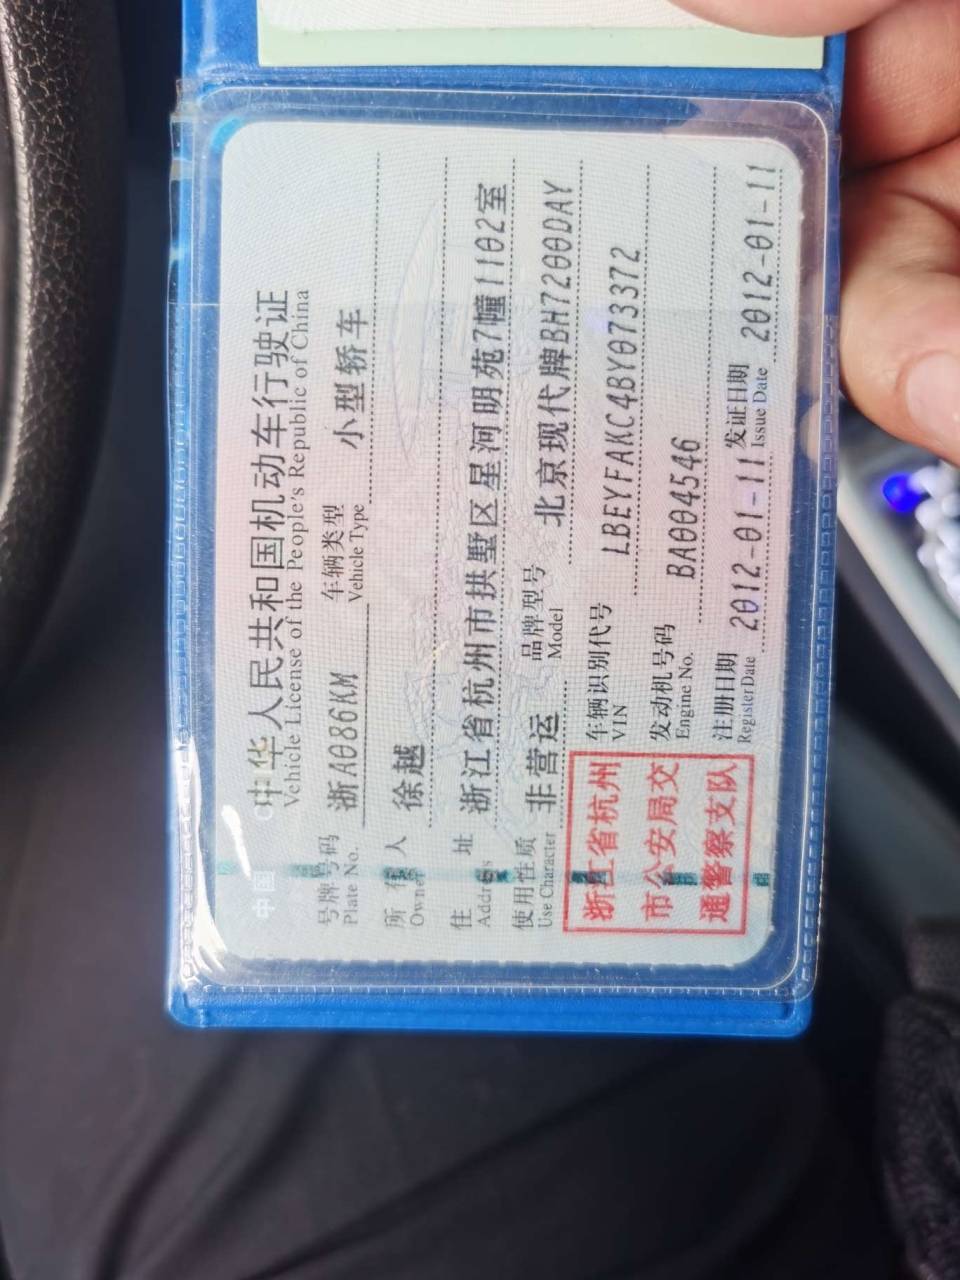 中华人民共和国机动车行驶证
Vehicle License of the People's Republic of China
号牌号码 浙A086KM 车辆类型 小型轿车
Plate No. Vehicle Type
所有人 徐越
Owner
住址 浙江省杭州市拱墅区星河明苑7幢1102室
Address
使用性质 非营运 品牌型号 北京现代牌BH7200DAY
Use Character Model
浙江省杭州
市公安局交
通警察支队
车辆识别代号 LBEYFAKC4BY073372
VIN
发动机号码 BA004546
Engine No.
注册日期 2012-01-11 发证日期 2012-01-11
Register Date Issue Date